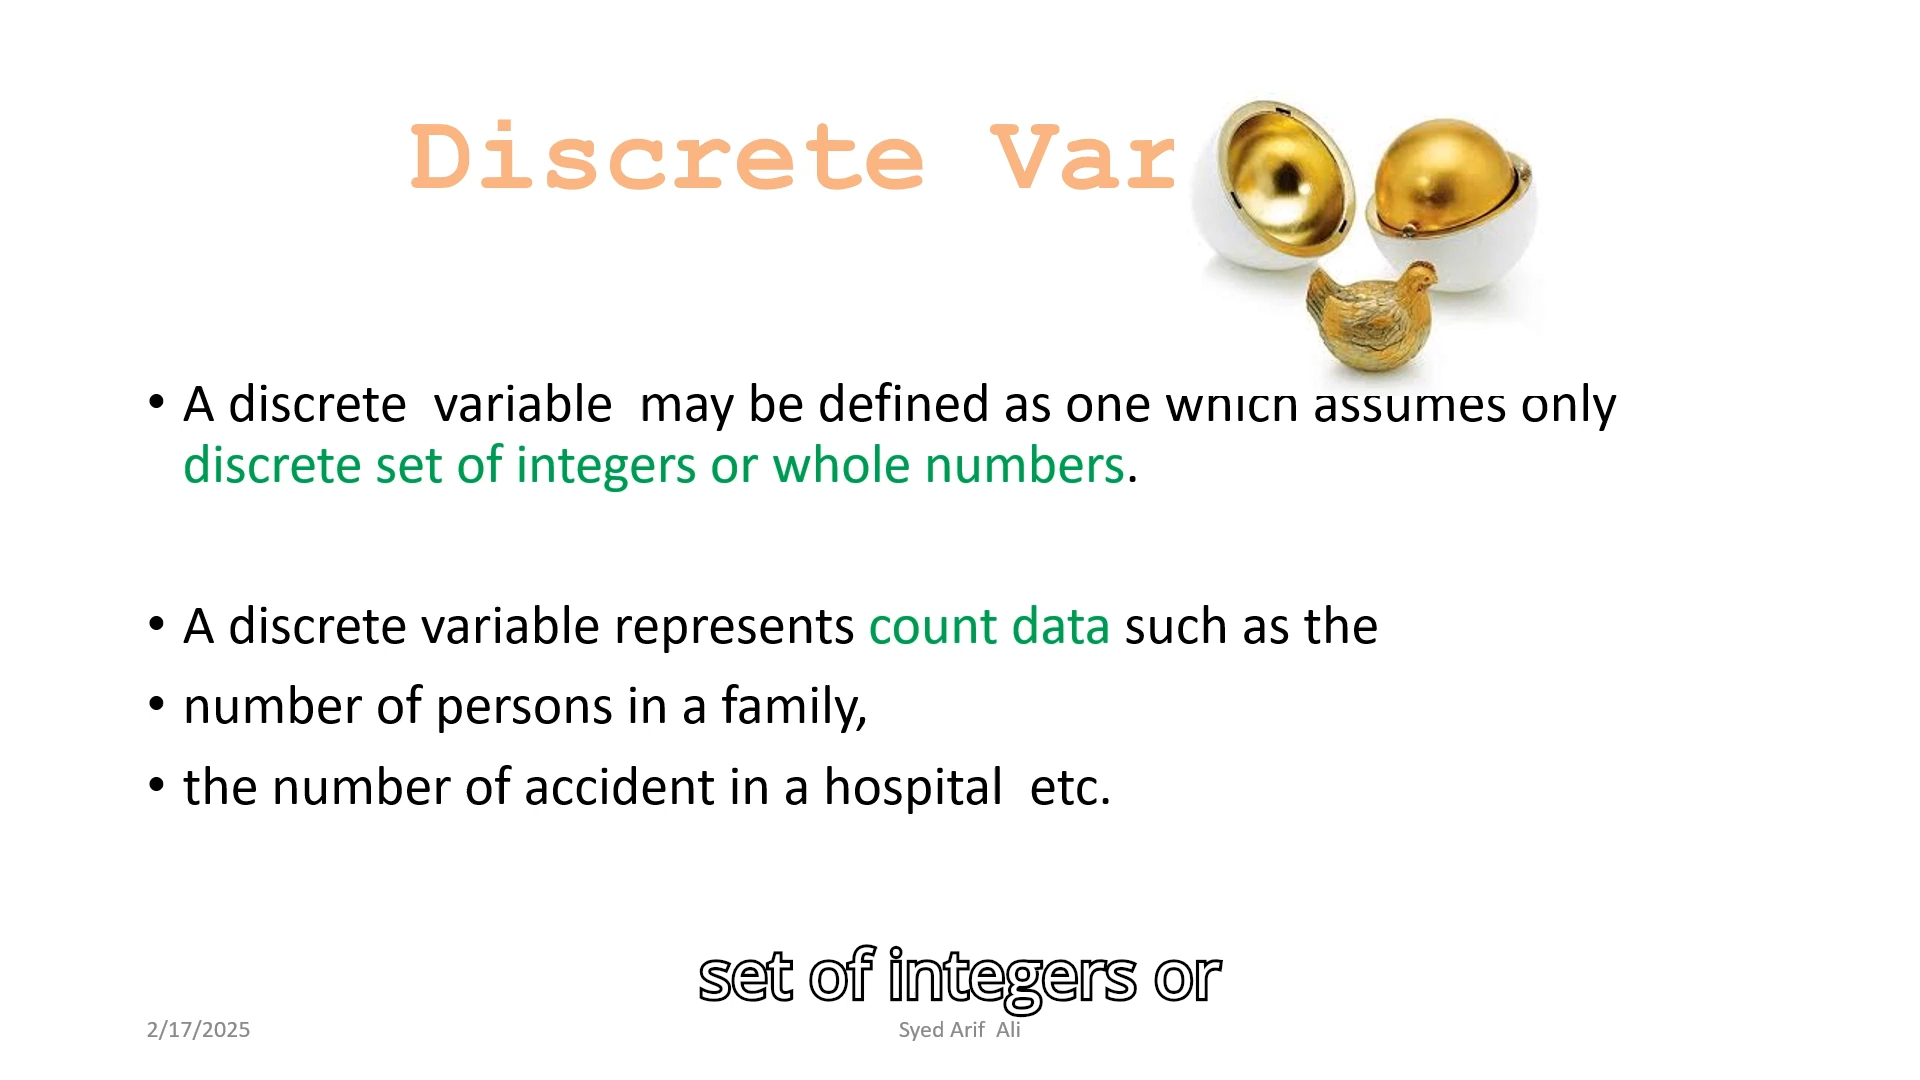 Discrete Var
• A discrete variable may be defined as one which assumes only
discrete set of integers or whole numbers.
• A discrete variable represents count data such as the
• number of persons in a family,
• the number of accident in a hospital etc.
set of integers or
2/17/2025
Syed Arif Ali